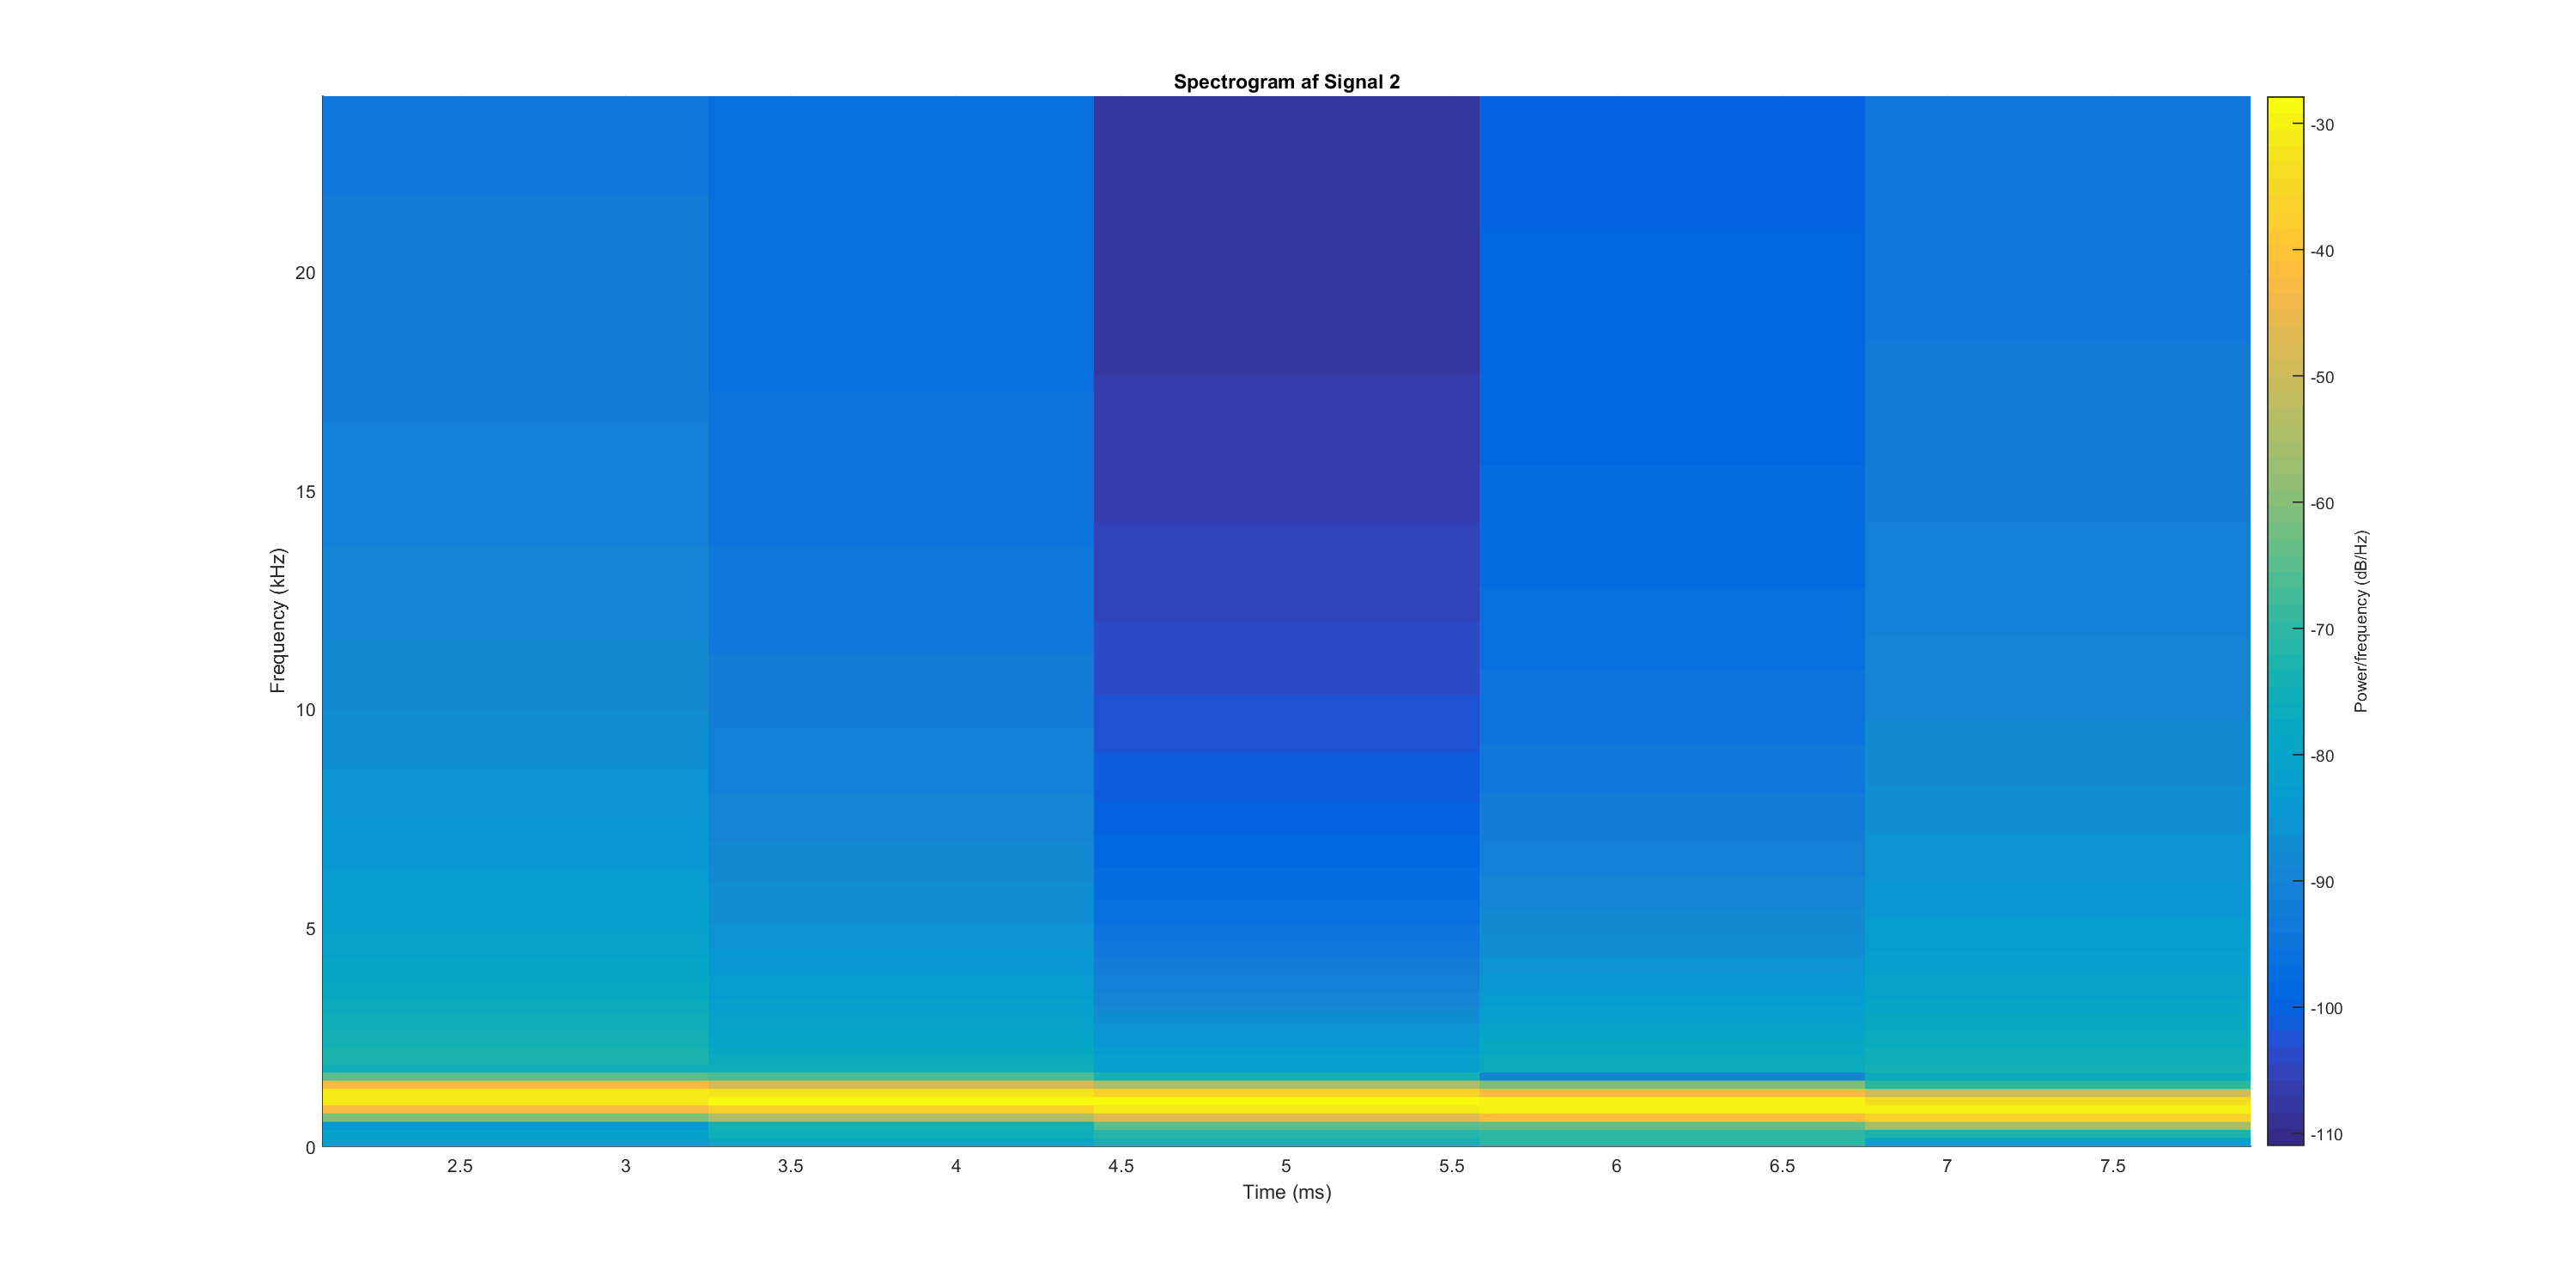 Spectrogram af Signal 2
Frequency (kHz)
20
15
10
5
0
2.5 3 3.5 4 4.5 5 5.5 6 6.5 7 7.5
Time (ms)
-30
-40
-50
-60
-70
-80
-90
-100
-110
Power/frequency (dB/Hz)